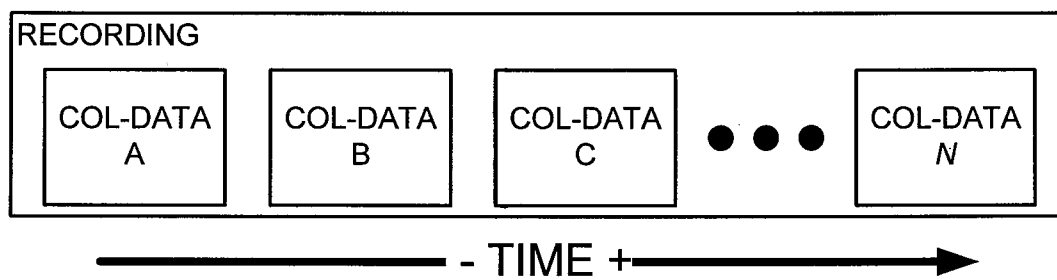 RECORDING
COL-DATA
A
COL-DATA
B
COL-DATA
C
COL-DATA
N
- TIME +